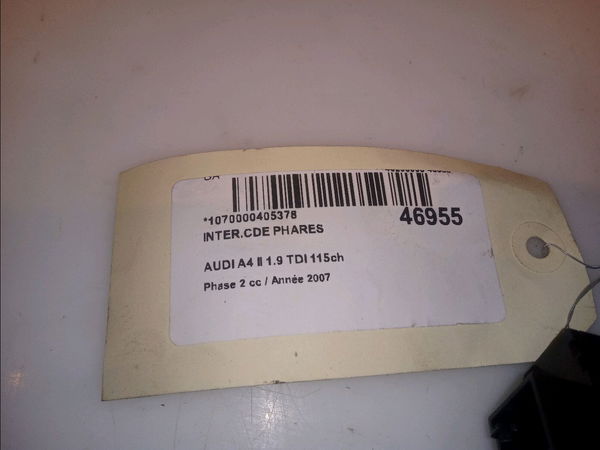 *1070000405378
46955
INTER.CDE PHARES
AUDI A4 II 1.9 TDI 115ch
Phase 2 cc / Année 2007